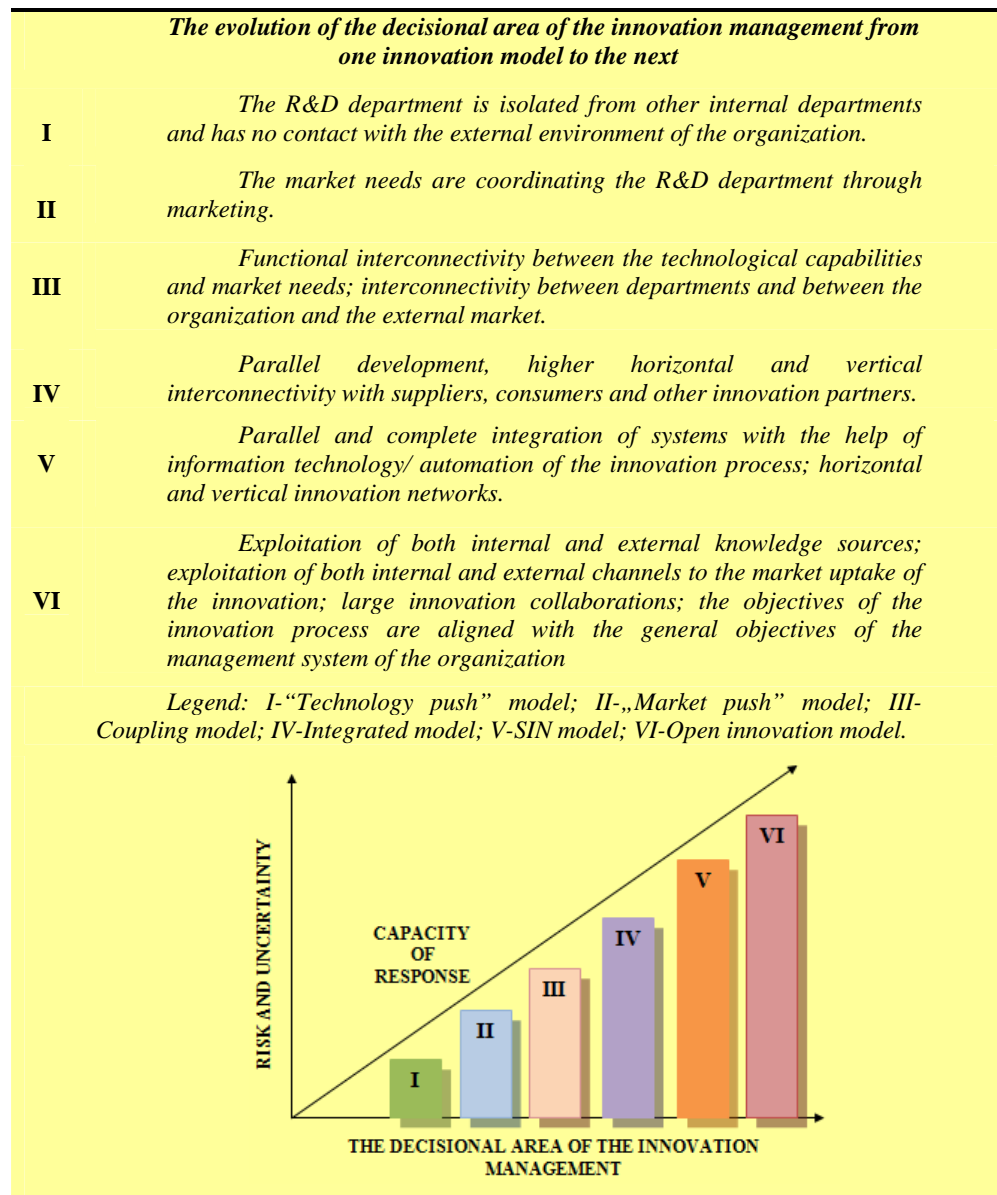 The evolution of the decisional area of the innovation management from
one innovation model to the next
I
The R&D department is isolated from other internal departments
and has no contact with the external environment of the organization.
II
The market needs are coordinating the R&D department through
marketing.
III
Functional interconnectivity between the technological capabilities
and market needs; interconnectivity between departments and between the
organization and the external market.
IV
Parallel development, higher horizontal and vertical
interconnectivity with suppliers, consumers and other innovation partners.
V
Parallel and complete integration of systems with the help of
information technology/ automation of the innovation process; horizontal
and vertical innovation networks.
VI
Exploitation of both internal and external knowledge sources;
exploitation of both internal and external channels to the market uptake of
the innovation; large innovation collaborations; the objectives of the
innovation process are aligned with the general objectives of the
management system of the organization
Legend: I-“Technology push” model; II-„Market push” model; III-
Coupling model; IV-Integrated model; V-SIN model; VI-Open innovation model.
RISK AND UNCERTAINTY
CAPACITY
OF
RESPONSE
I
II
III
IV
V
VI
THE DECISIONAL AREA OF THE INNOVATION
MANAGEMENT